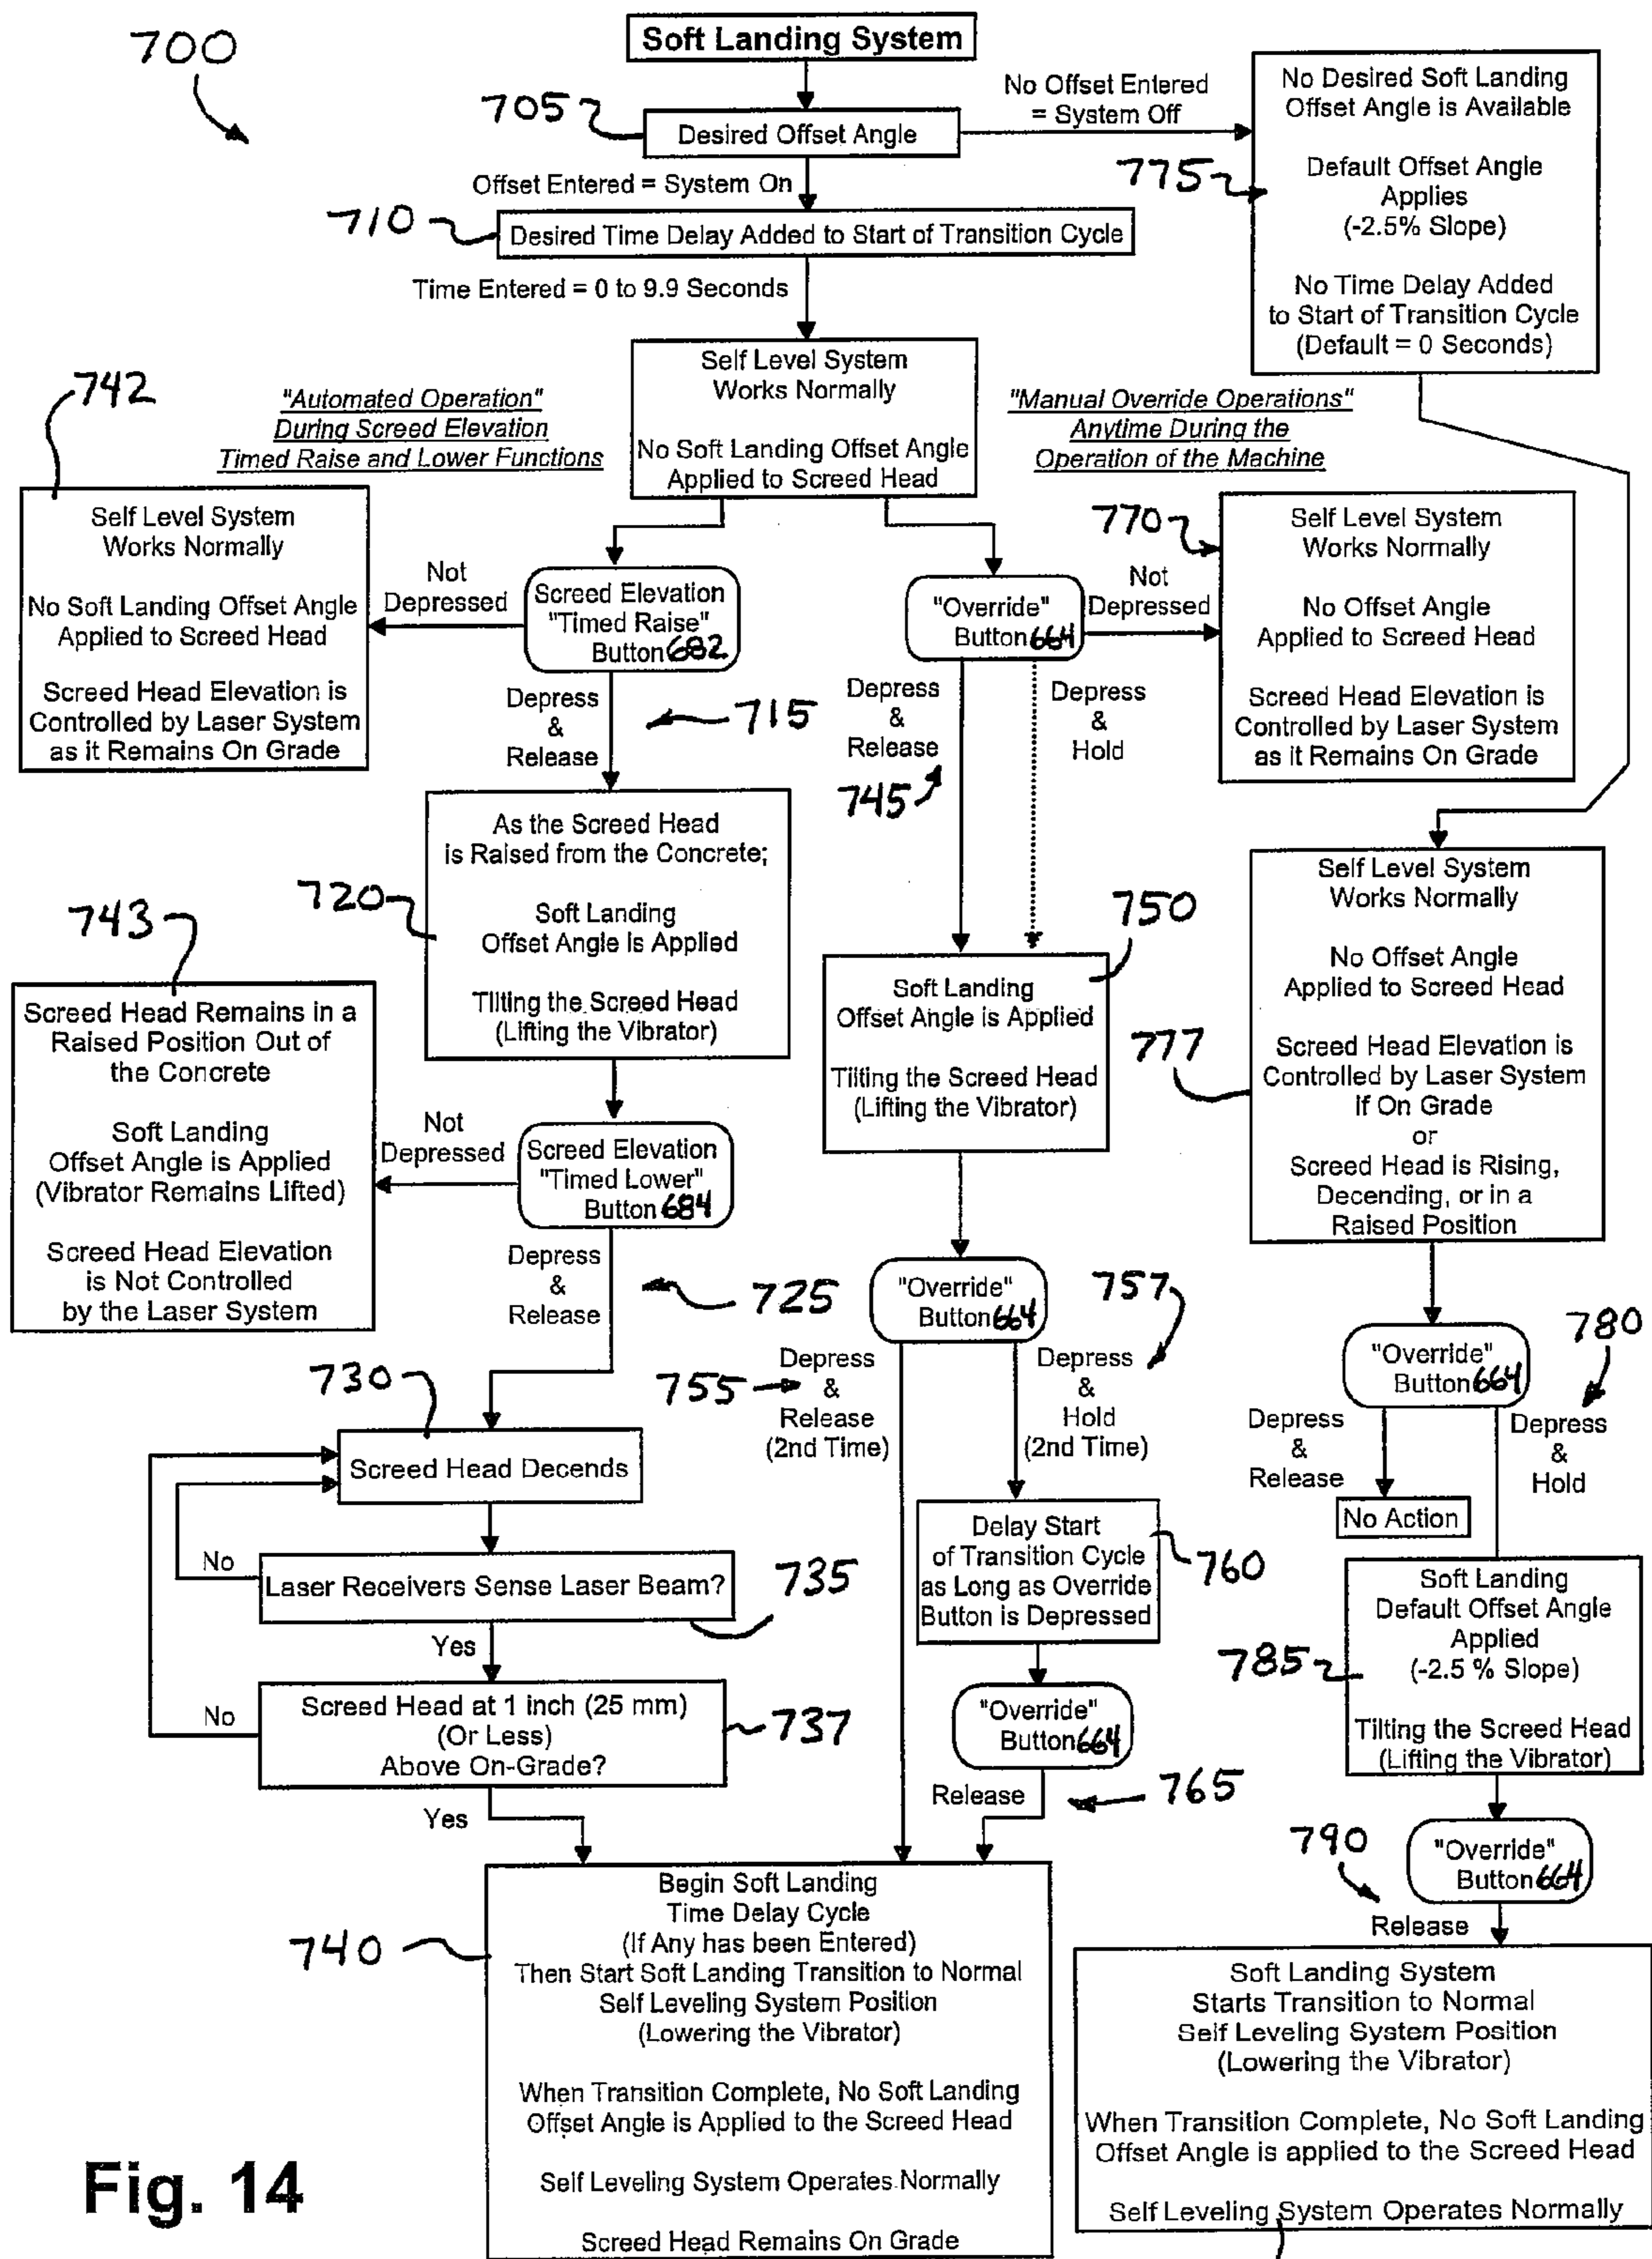 700
Soft Landing System
705
Desired Offset Angle
No Offset Entered
= System Off
No Desired Soft Landing
Offset Angle is Available
775
Default Offset Angle
Applies
(-2.5% Slope)
No Time Delay Added
to Start of Transition Cycle
(Default = 0 Seconds)
Offset Entered = System On
710
Desired Time Delay Added to Start of Transition Cycle
Time Entered = 0 to 9.9 Seconds
Self Level System
Works Normally
No Soft Landing Offset Angle
Applied to Screed Head
"Automated Operation"
During Screed Elevation
Timed Raise and Lower Functions
"Manual Override Operations"
Anytime During the
Operation of the Machine
742
Self Level System
Works Normally
No Soft Landing Offset Angle
Applied to Screed Head
Screed Head Elevation is
Controlled by Laser System
as it Remains On Grade
Not
Depressed
Screed Elevation
"Timed Raise"
Button 682
Depress
&
Release
715
"Override"
Button 664
Not
Depressed
770
Self Level System
Works Normally
No Offset Angle
Applied to Screed Head
Screed Head Elevation is
Controlled by Laser System
as it Remains On Grade
Depress
&
Release
745
Depress
&
Hold
720
As the Screed Head
is Raised from the Concrete;
Soft Landing
Offset Angle is Applied
Tilting the Screed Head
(Lifting the Vibrator)
750
Soft Landing
Offset Angle is Applied
Tilting the Screed Head
(Lifting the Vibrator)
777
Self Level System
Works Normally
No Offset Angle
Applied to Screed Head
Screed Head Elevation is
Controlled by Laser System
If On Grade
or
Screed Head is Rising,
Decending, or in a
Raised Position
743
Screed Head Remains in a
Raised Position Out of
the Concrete
Soft Landing
Offset Angle is Applied
(Vibrator Remains Lifted)
Screed Head Elevation
is Not Controlled
by the Laser System
Not
Depressed
Screed Elevation
"Timed Lower"
Button 684
Depress
&
Release
725
"Override"
Button 664
755
Depress
&
Release
(2nd Time)
757
Depress
&
Hold
(2nd Time)
"Override"
Button 664
780
Depress
&
Release
Depress
&
Hold
No Action
730
Screed Head Decends
No
Laser Receivers Sense Laser Beam?
735
Yes
No
Screed Head at 1 inch (25 mm)
(Or Less)
Above On-Grade?
737
Yes
Delay Start
of Transition Cycle
as Long as Override
Button is Depressed
760
"Override"
Button 664
Release
765
785
Soft Landing
Default Offset Angle
Applied
(-2.5 % Slope)
Tilting the Screed Head
(Lifting the Vibrator)
"Override"
Button 664
790
Release
740
Begin Soft Landing
Time Delay Cycle
(If Any has been Entered)
Then Start Soft Landing Transition to Normal
Self Leveling System Position
(Lowering the Vibrator)
When Transition Complete, No Soft Landing
Offset Angle is Applied to the Screed Head
Self Leveling System Operates Normally
Screed Head Remains On Grade
Soft Landing System
Starts Transition to Normal
Self Leveling System Position
(Lowering the Vibrator)
When Transition Complete, No Soft Landing
Offset Angle is applied to the Screed Head
Self Leveling System Operates Normally
Fig. 14